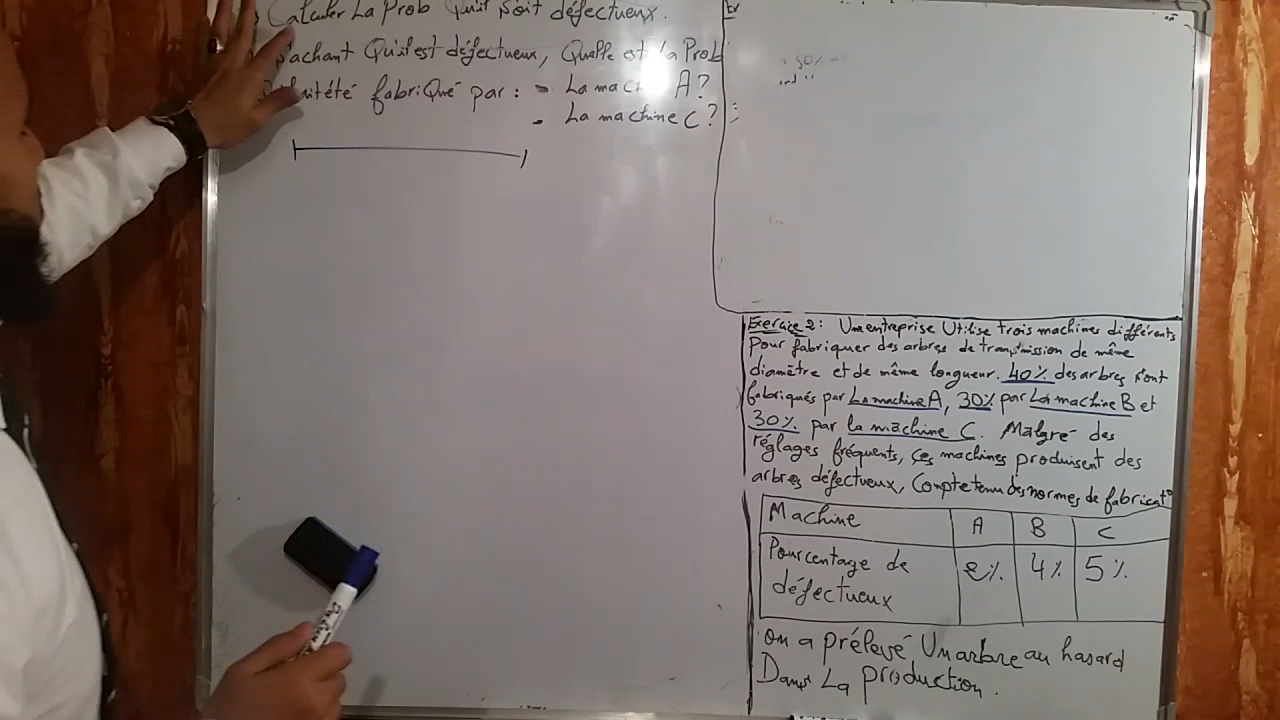 Calculer La Prob Qu'il Soit défectueux.
Sachant Qu'il est défectueux, Quelle est la Prob
fabriqué par : - La mach A?
- La machine C?
Exercice 2: Une entreprise Utilise trois machines différents
Pour fabriquer des arbres de transmission de même
diamètre et de même longueur. 40% des arbres sont
fabriqués par La machine A, 30% par La machine B et
30% par la machine C. Malgré des
réglages fréquents, ces machines produisent des
arbres défectueux, Compte tenu des normes de fabricat°
Machine A B C
Pourcentage de 2% 4% 5%
défectueux
on a prélevé Un arbre au hasard
Dans La production.